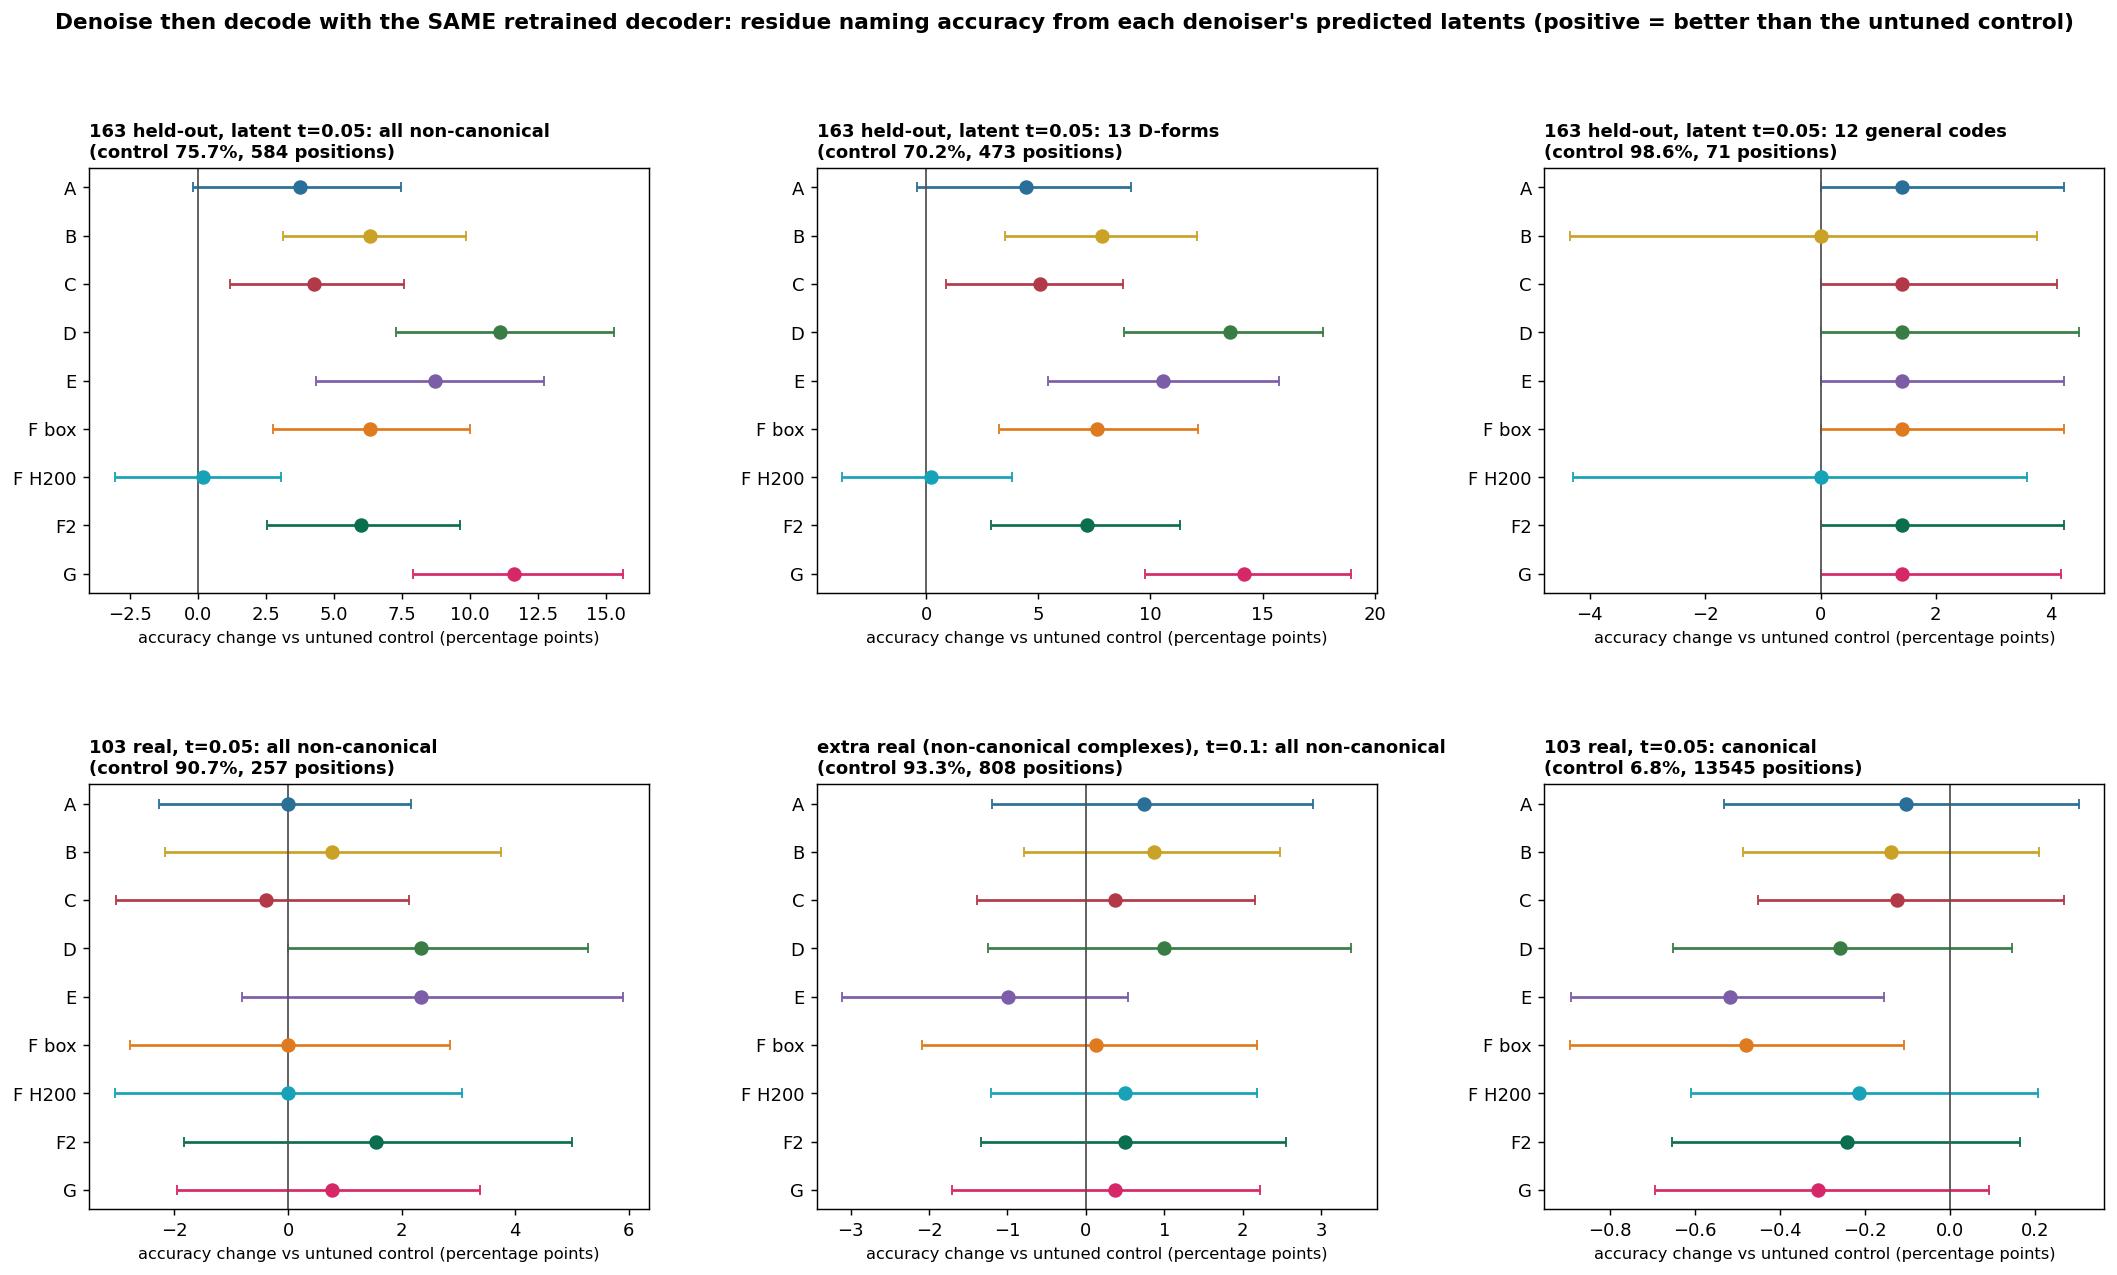 Denoise then decode with the SAME retrained decoder: residue naming accuracy from each denoiser's predicted latents (positive = better than the untuned control)
163 held-out, latent t=0.05: all non-canonical
(control 75.7%, 584 positions)
A
B
C
D
E
F box
F H200
F2
G
−2.5 0.0 2.5 5.0 7.5 10.0 12.5 15.0
accuracy change vs untuned control (percentage points)
163 held-out, latent t=0.05: 13 D-forms
(control 70.2%, 473 positions)
A
B
C
D
E
F box
F H200
F2
G
0 5 10 15 20
accuracy change vs untuned control (percentage points)
163 held-out, latent t=0.05: 12 general codes
(control 98.6%, 71 positions)
A
B
C
D
E
F box
F H200
F2
G
−4 −2 0 2 4
accuracy change vs untuned control (percentage points)
103 real, t=0.05: all non-canonical
(control 90.7%, 257 positions)
A
B
C
D
E
F box
F H200
F2
G
−2 0 2 4 6
accuracy change vs untuned control (percentage points)
extra real (non-canonical complexes), t=0.1: all non-canonical
(control 93.3%, 808 positions)
A
B
C
D
E
F box
F H200
F2
G
−3 −2 −1 0 1 2 3
accuracy change vs untuned control (percentage points)
103 real, t=0.05: canonical
(control 6.8%, 13545 positions)
A
B
C
D
E
F box
F H200
F2
G
−0.8 −0.6 −0.4 −0.2 0.0 0.2
accuracy change vs untuned control (percentage points)